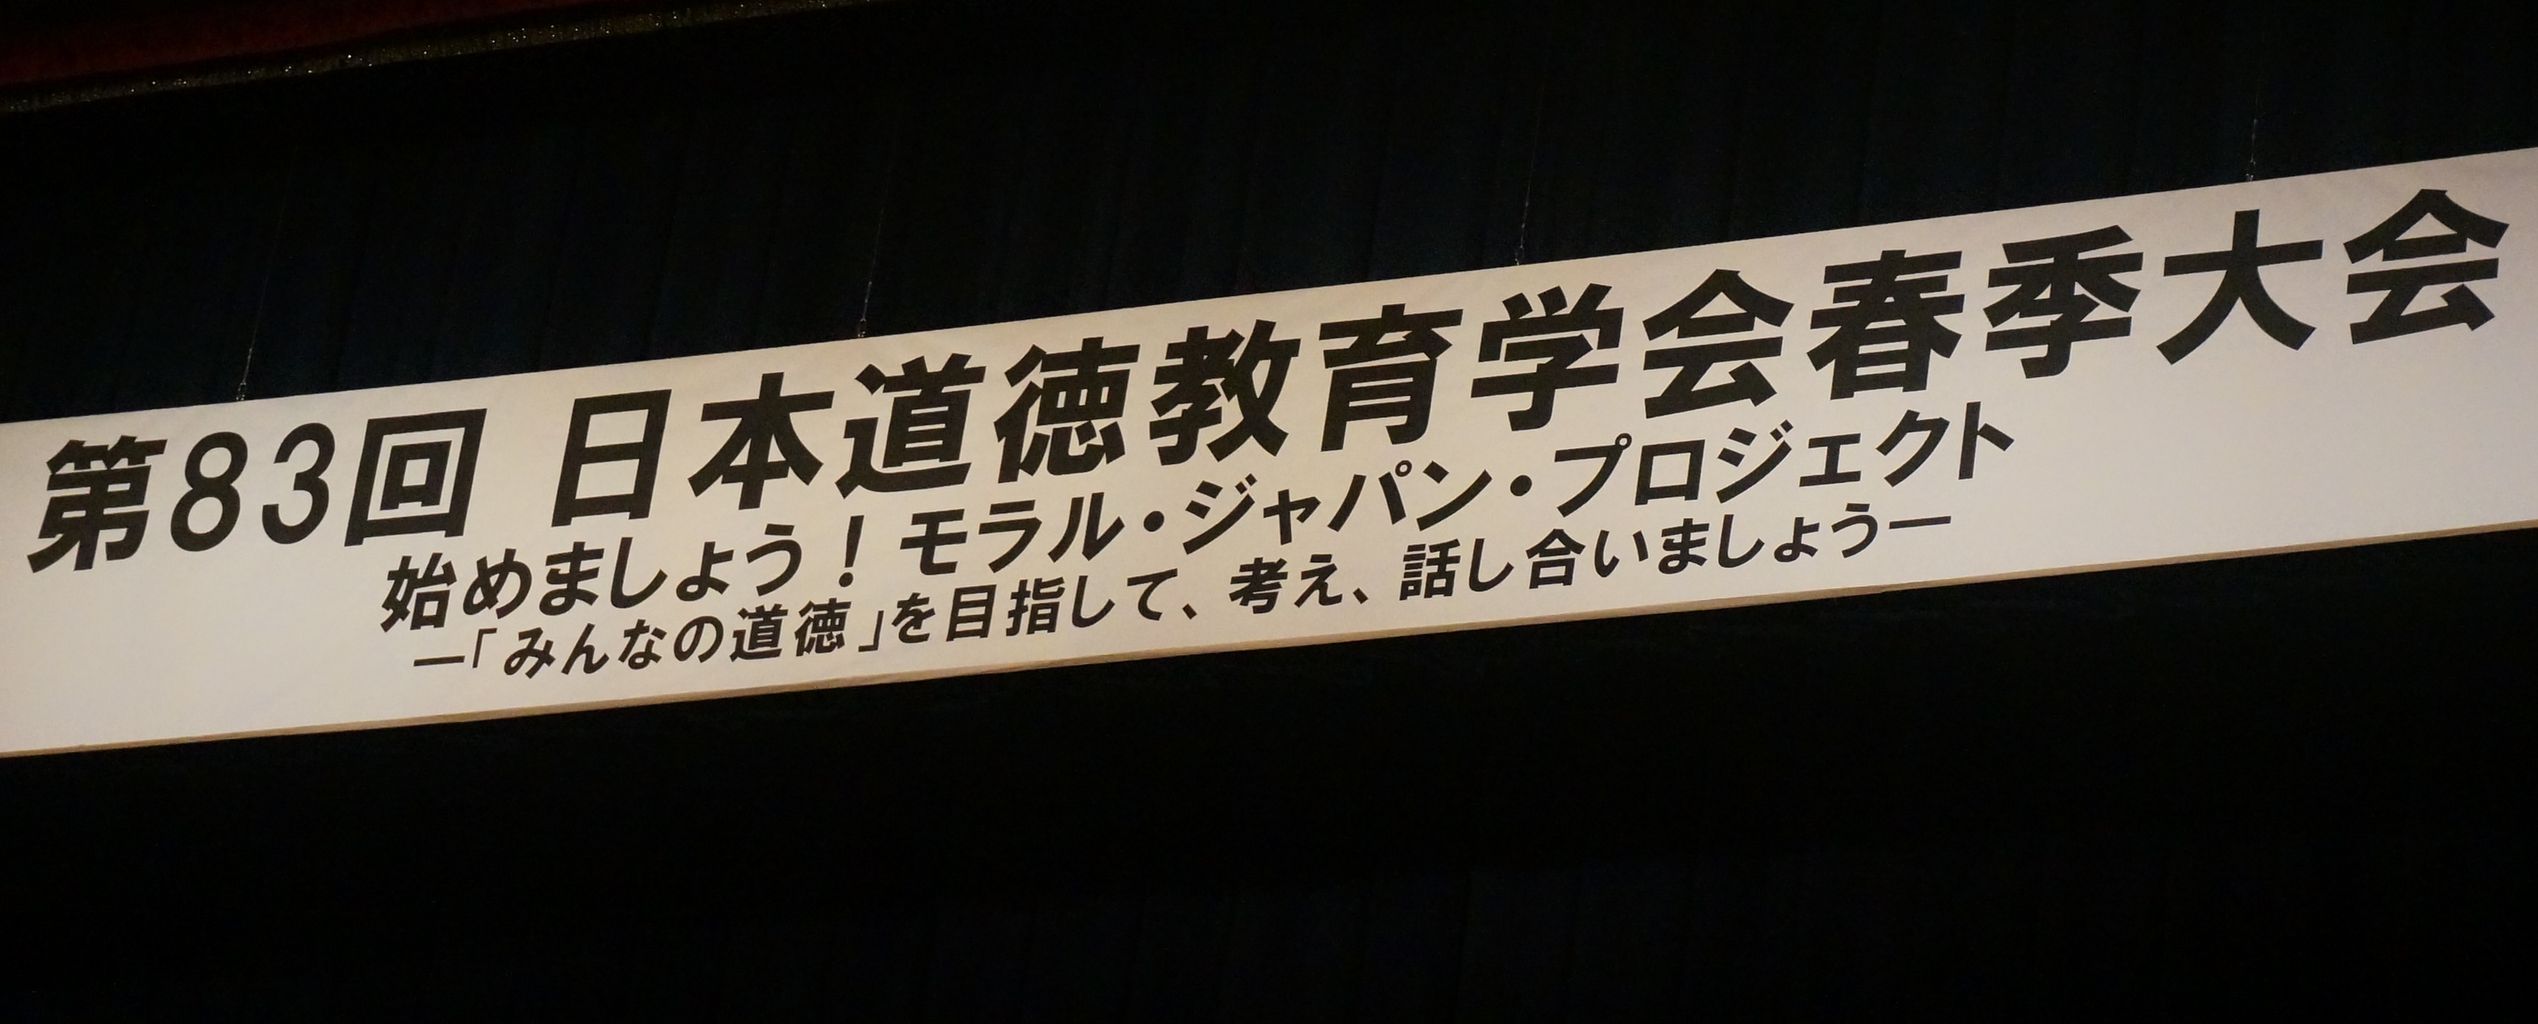 第83回 日本道徳教育学会春季大会
始めましょう！モラル・ジャパン・プロジェクト
―「みんなの道徳」を目指して、考え、話し合いましょう―